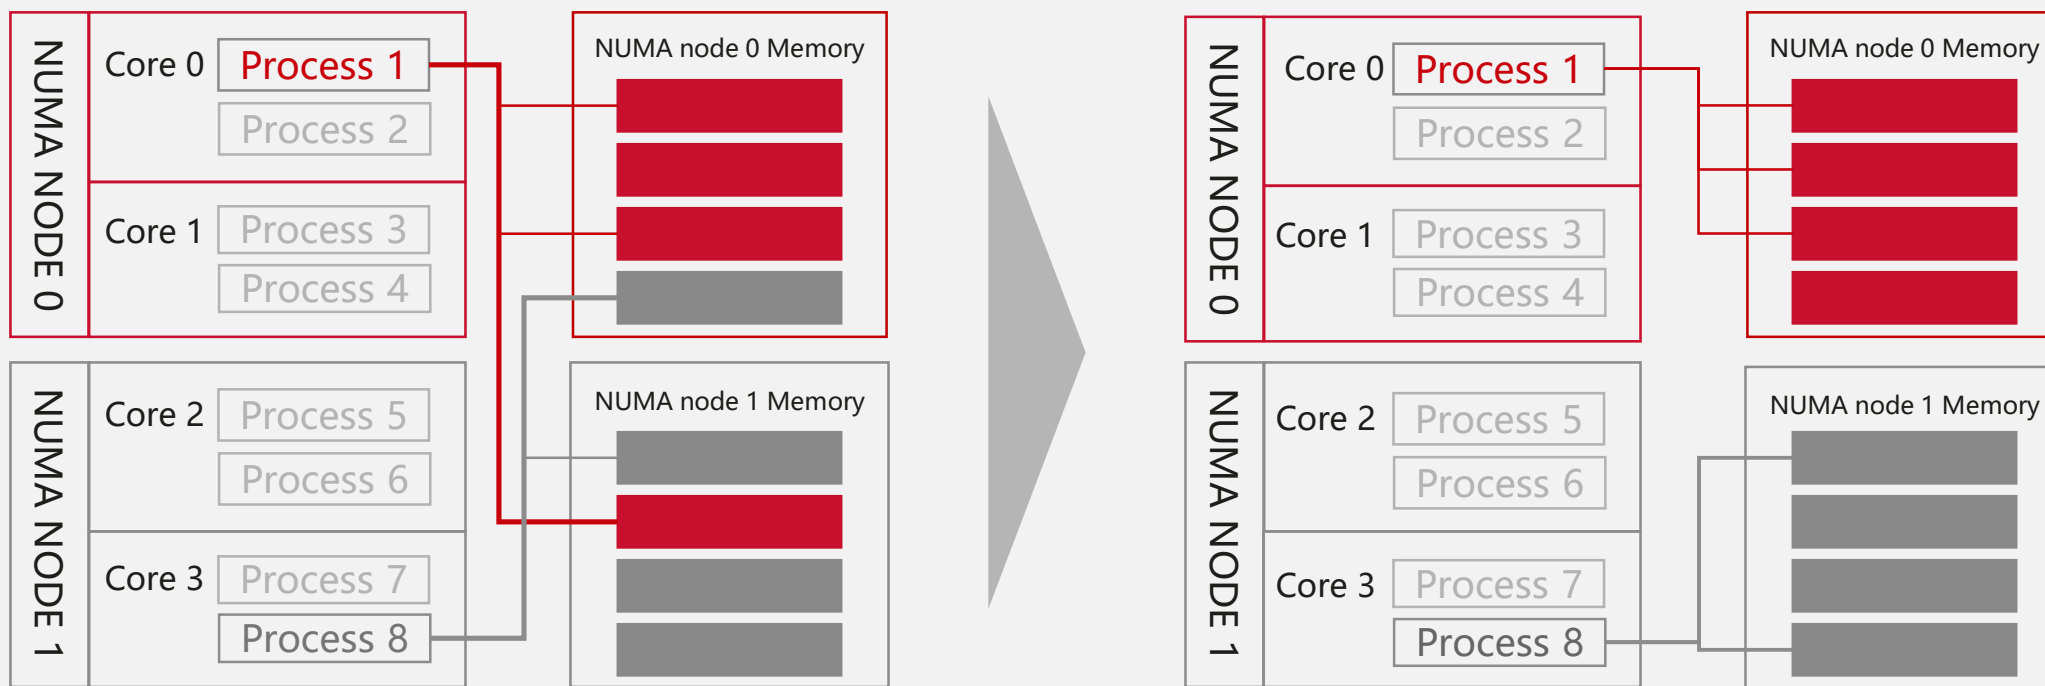 NUMA NODE 0
Core 0
Process 1
Process 2
Core 1
Process 3
Process 4
NUMA node 0 Memory
NUMA NODE 1
Core 2
Process 5
Process 6
Core 3
Process 7
Process 8
NUMA node 1 Memory
NUMA NODE 0
Core 0
Process 1
Process 2
Core 1
Process 3
Process 4
NUMA node 0 Memory
NUMA NODE 1
Core 2
Process 5
Process 6
Core 3
Process 7
Process 8
NUMA node 1 Memory